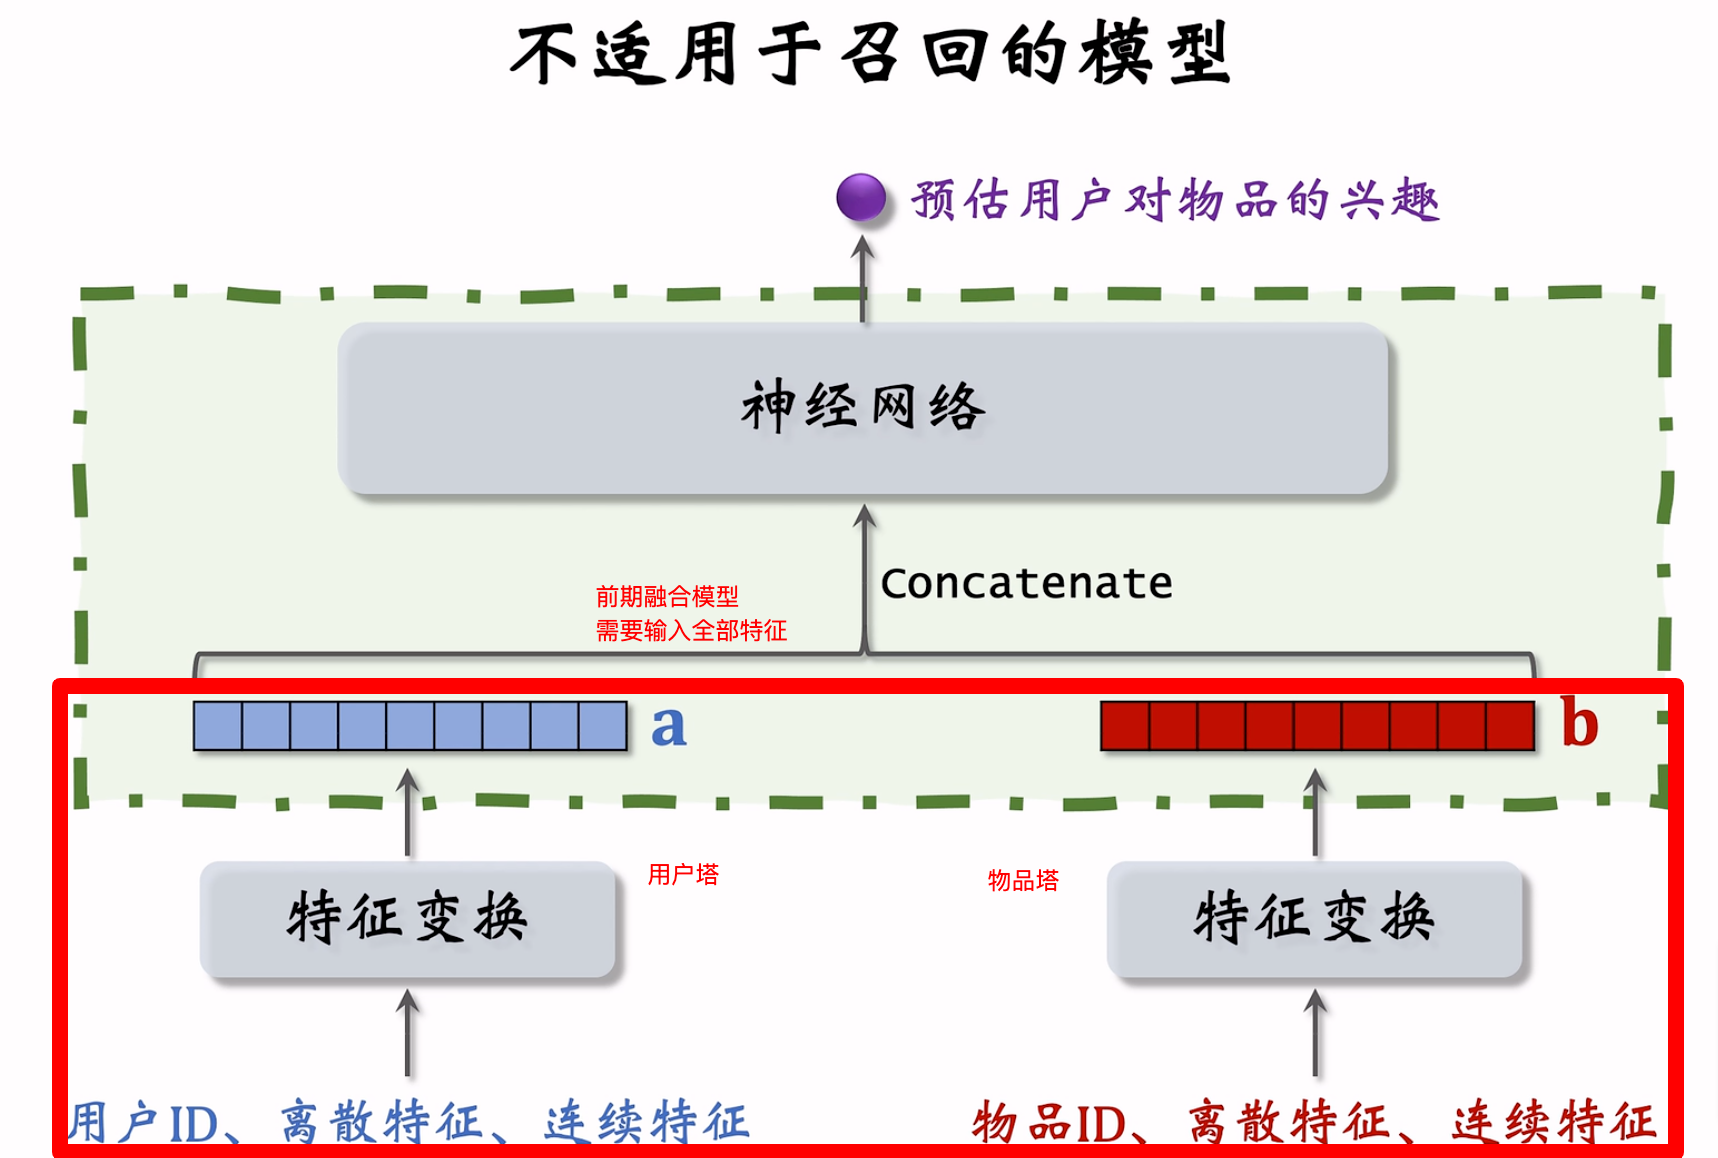 不适用于召回的模型
预估用户对物品的兴趣
神经网络
Concatenate
前期融合模型
需要输入全部特征
a
b
用户塔
物品塔
特征变换
特征变换
用户ID、离散特征、连续特征
物品ID、离散特征、连续特征